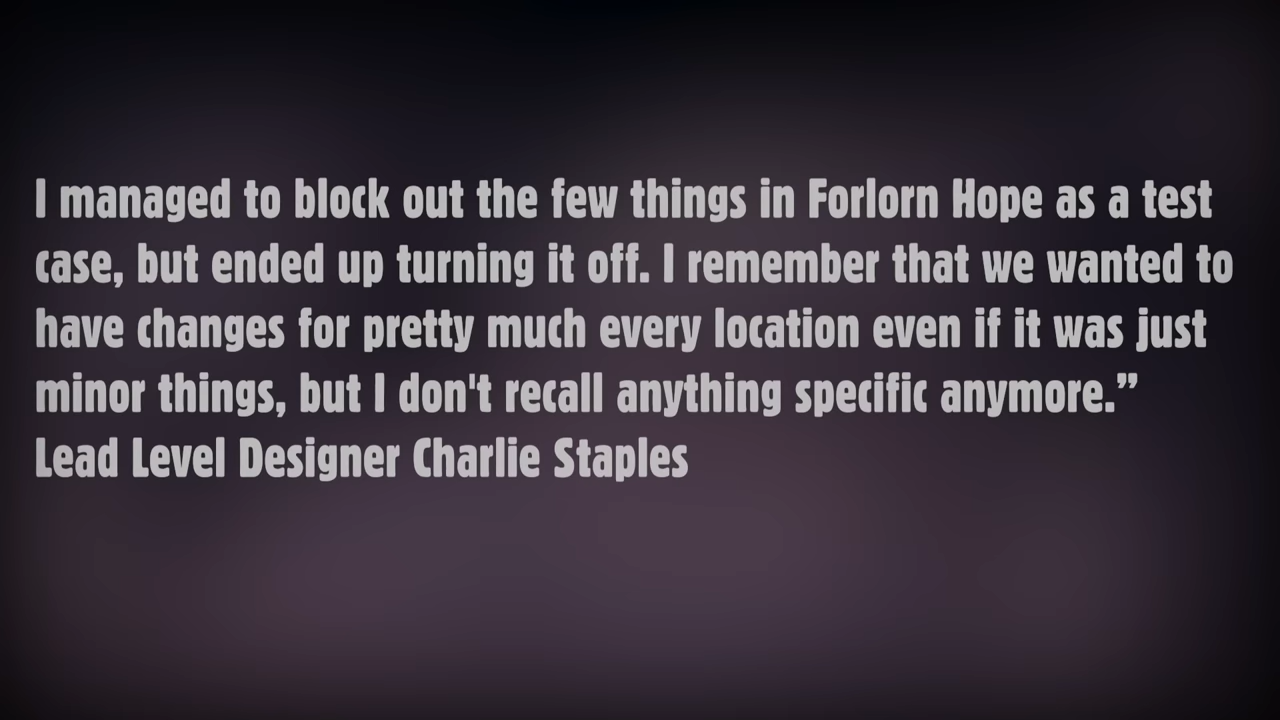 I managed to block out the few things in Forlorn Hope as a test
case, but ended up turning it off. I remember that we wanted to
have changes for pretty much every location even if it was just
minor things, but I don't recall anything specific anymore.”
Lead Level Designer Charlie Staples